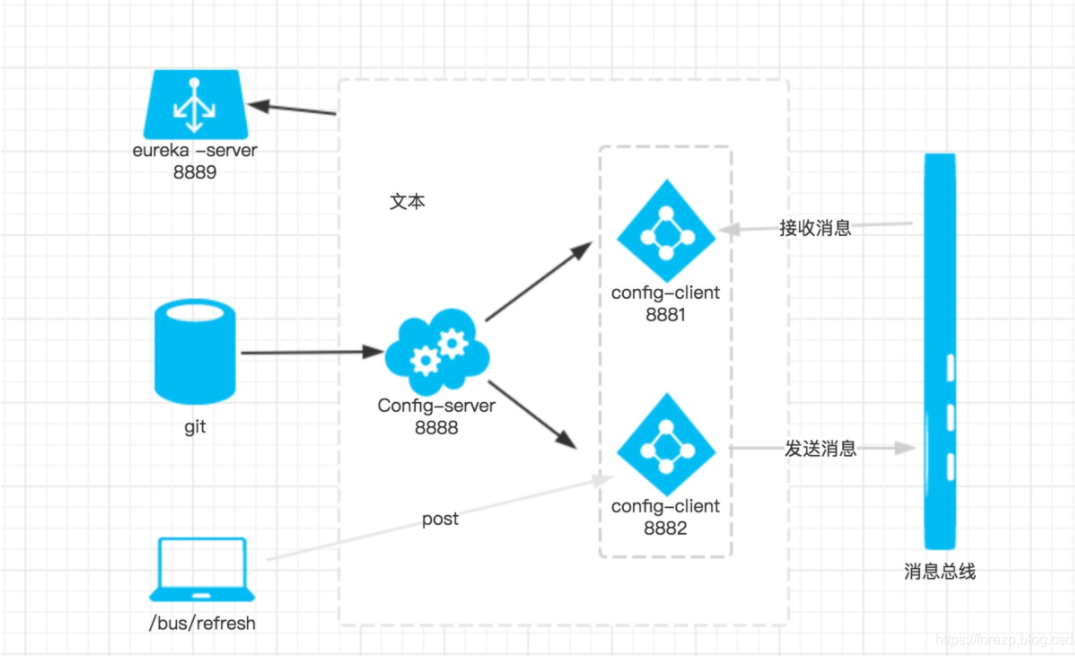 eureka -server
8889
文本
接收消息
config-client
8881
Config-server
8888
git
发送消息
config-client
8882
post
/bus/refresh
消息总线
https://forezp.blog.csd